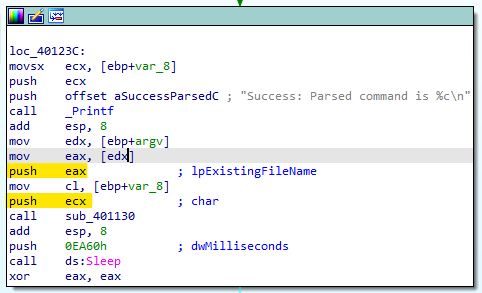 loc_40123C:
movsx ecx, [ebp+var_8]
push ecx
push offset aSuccessParsedC ; "Success: Parsed command is %c\n"
call _Printf
add esp, 8
mov edx, [ebp+argv]
mov eax, [edx]
push eax ; lpExistingFileName
mov cl, [ebp+var_8]
push ecx ; char
call sub_401130
add esp, 8
push 0EA60h ; dwMilliseconds
call ds:Sleep
xor eax, eax